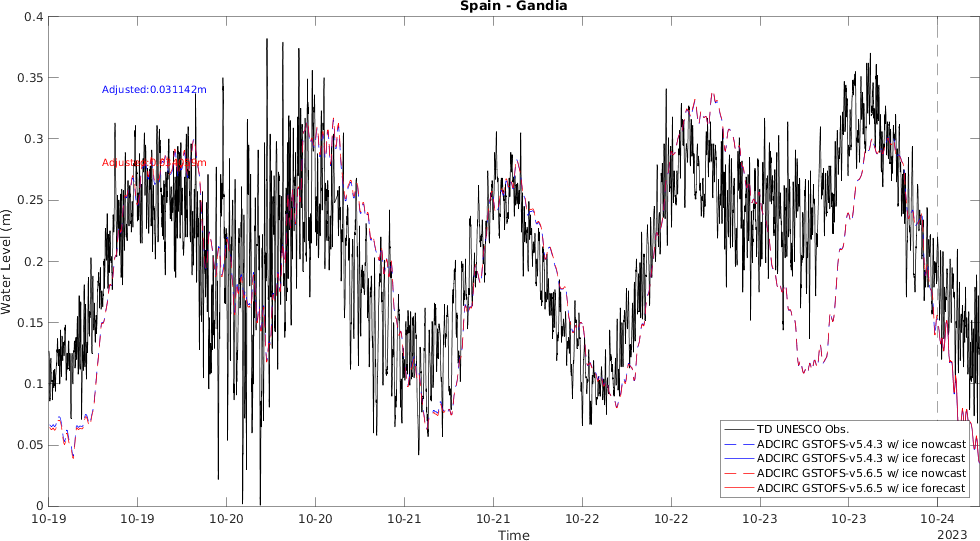 Spain - Gandia
0.4
0.35
0.3
0.25
0.2
0.15
0.1
0.05
0
Water Level (m)
Adjusted:0.031142m
10-19
10-19
10-20
10-20
10-21
10-21
10-22
10-22
10-23
10-23
10-24
2023
Time
TD UNESCO Obs.
ADCIRC GSTOFS-v5.4.3 w/ ice nowcast
ADCIRC GSTOFS-v5.4.3 w/ ice forecast
ADCIRC GSTOFS-v5.6.5 w/ ice nowcast
ADCIRC GSTOFS-v5.6.5 w/ ice forecast